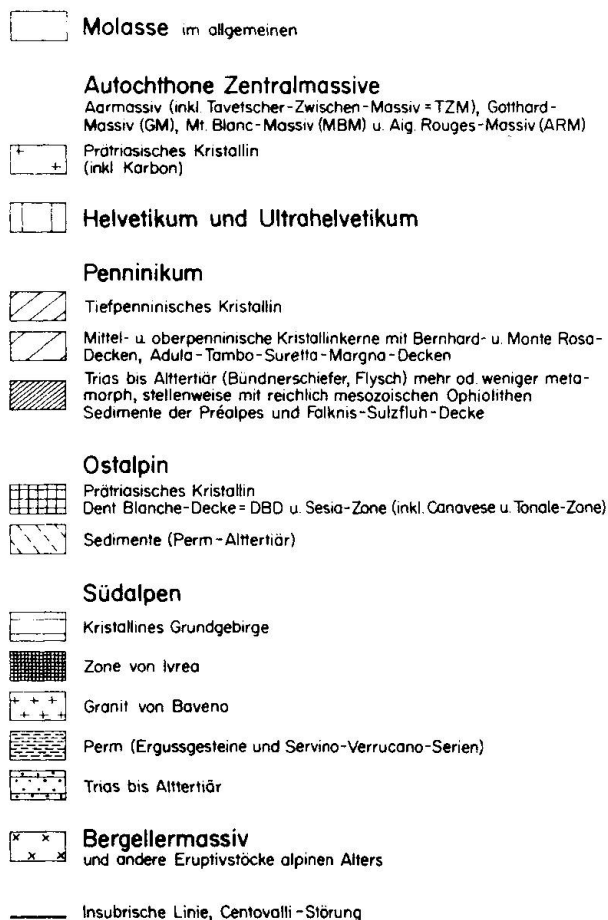 Molasse im allgemeinen
Autochthone Zentralmassive
Aarmassiv (inkl. Tavetscher-Zwischen-Massiv = TZM), Gotthard-
Massiv (GM), Mt. Blanc-Massiv (MBM) u. Aig. Rouges-Massiv (ARM)
Prätriasisches Kristallin
(inkl Karbon)
Helvetikum und Ultrahelvetikum
Penninikum
Tiefpenninisches Kristallin
Mittel- u. oberpenninische Kristallinkerne mit Bernhard- u. Monte Rosa-
Decken, Adula-Tambo-Suretta-Margna-Decken
Trias bis Alttertiär (Bündnerschiefer, Flysch) mehr od. weniger meta-
morph, stellenweise mit reichlich mesozoischen Ophiolithen
Sedimente der Préalpes und Falknis-Sulzfluh-Decke
Ostalpin
Prätriasisches Kristallin
Dent Blanche-Decke = DBD u. Sesia-Zone (inkl. Canavese u. Tonale-Zone)
Sedimente (Perm-Alttertiär)
Südalpen
Kristallines Grundgebirge
Zone von Ivrea
Granit von Baveno
Perm (Ergussgesteine und Servino-Verrucano-Serien)
Trias bis Alttertiär
Bergellermassiv
und andere Eruptivstöcke alpinen Alters
Insubrische Linie, Centovalli-Störung